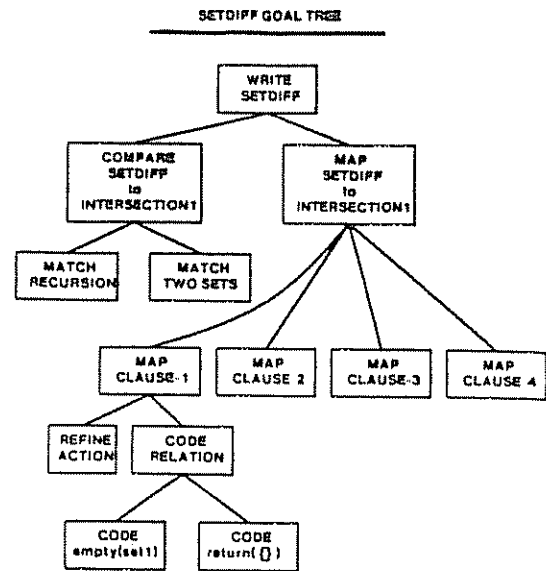 SETDIFF GOAL TREE
WRITE
SETDIFF
COMPARE
SETDIFF
to
INTERSECTION1
MAP
SETDIFF
to
INTERSECTION1
MATCH
RECURSION
MATCH
TWO SETS
MAP
CLAUSE-1
MAP
CLAUSE 2
MAP
CLAUSE-3
MAP
CLAUSE 4
REFINE
ACTION
CODE
RELATION
CODE
empty(set1)
CODE
return({})